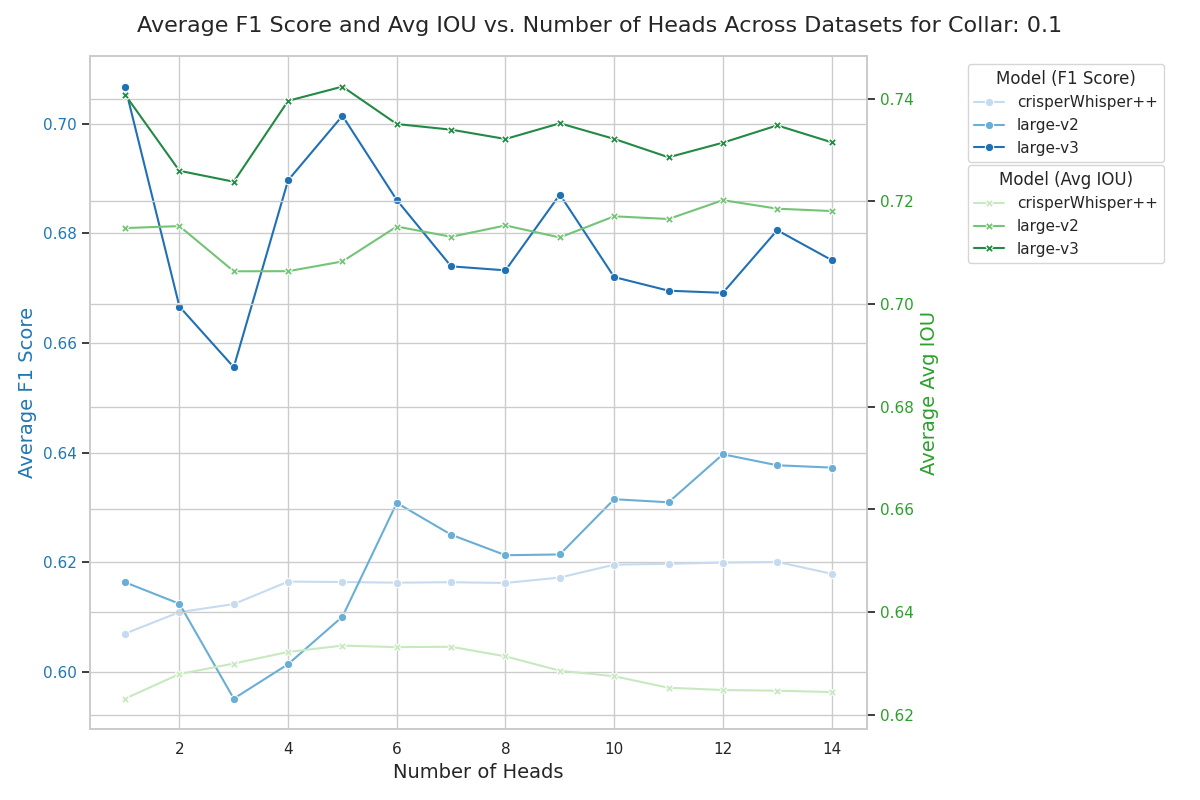 Average F1 Score and Avg IOU vs. Number of Heads Across Datasets for Collar: 0.1
Model (F1 Score)
crisperWhisper++
large-v2
large-v3
Model (Avg IOU)
crisperWhisper++
large-v2
large-v3
Average F1 Score
0.70
0.68
0.66
0.64
0.62
0.60
0.74
0.72
0.70
0.68
0.66
0.64
0.62
Average Avg IOU
2 4 6 8 10 12 14
Number of Heads